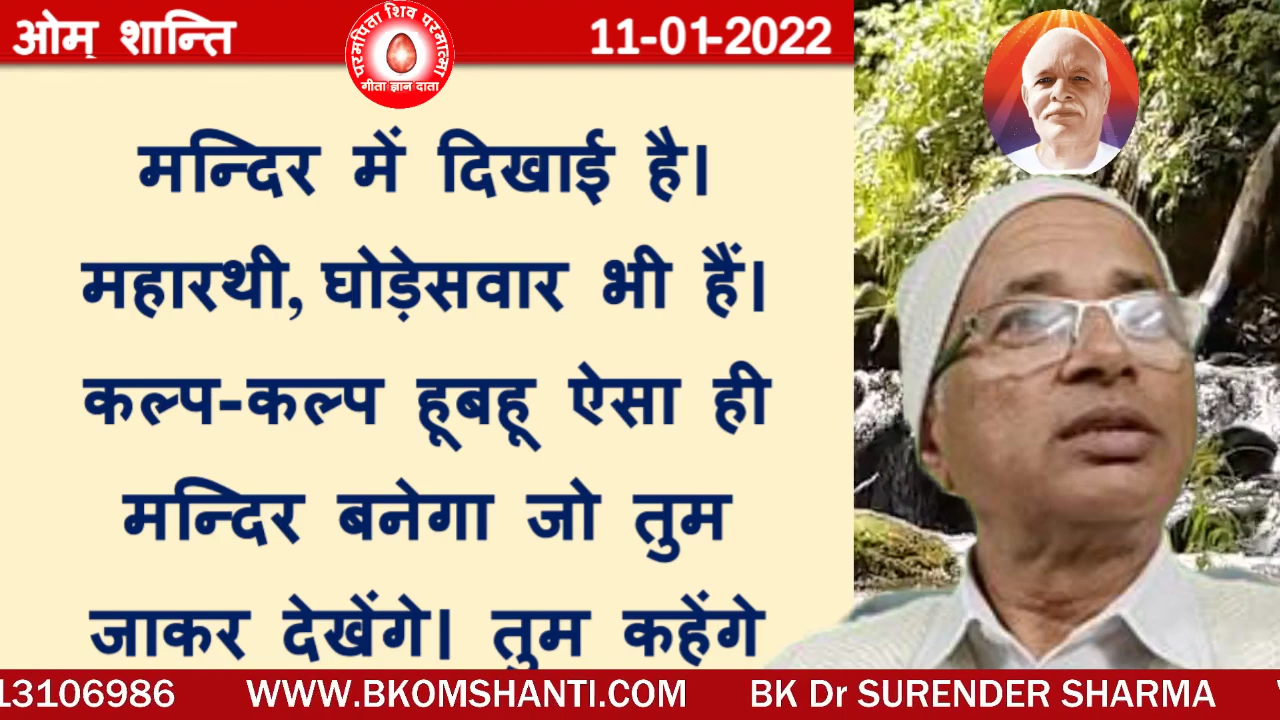 ओम् शान्ति
परमपिता शिव परमात्मा
गीता ज्ञान दाता
11-01-2022
मन्दिर में दिखाई है।
महारथी, घोड़ेसवार भी हैं।
कल्प-कल्प हूबहू ऐसा ही
मन्दिर बनेगा जो तुम
जाकर देखेंगे। तुम कहेंगे
13106986 WWW.BKOMSHANTI.COM BK Dr SURENDER SHARMA